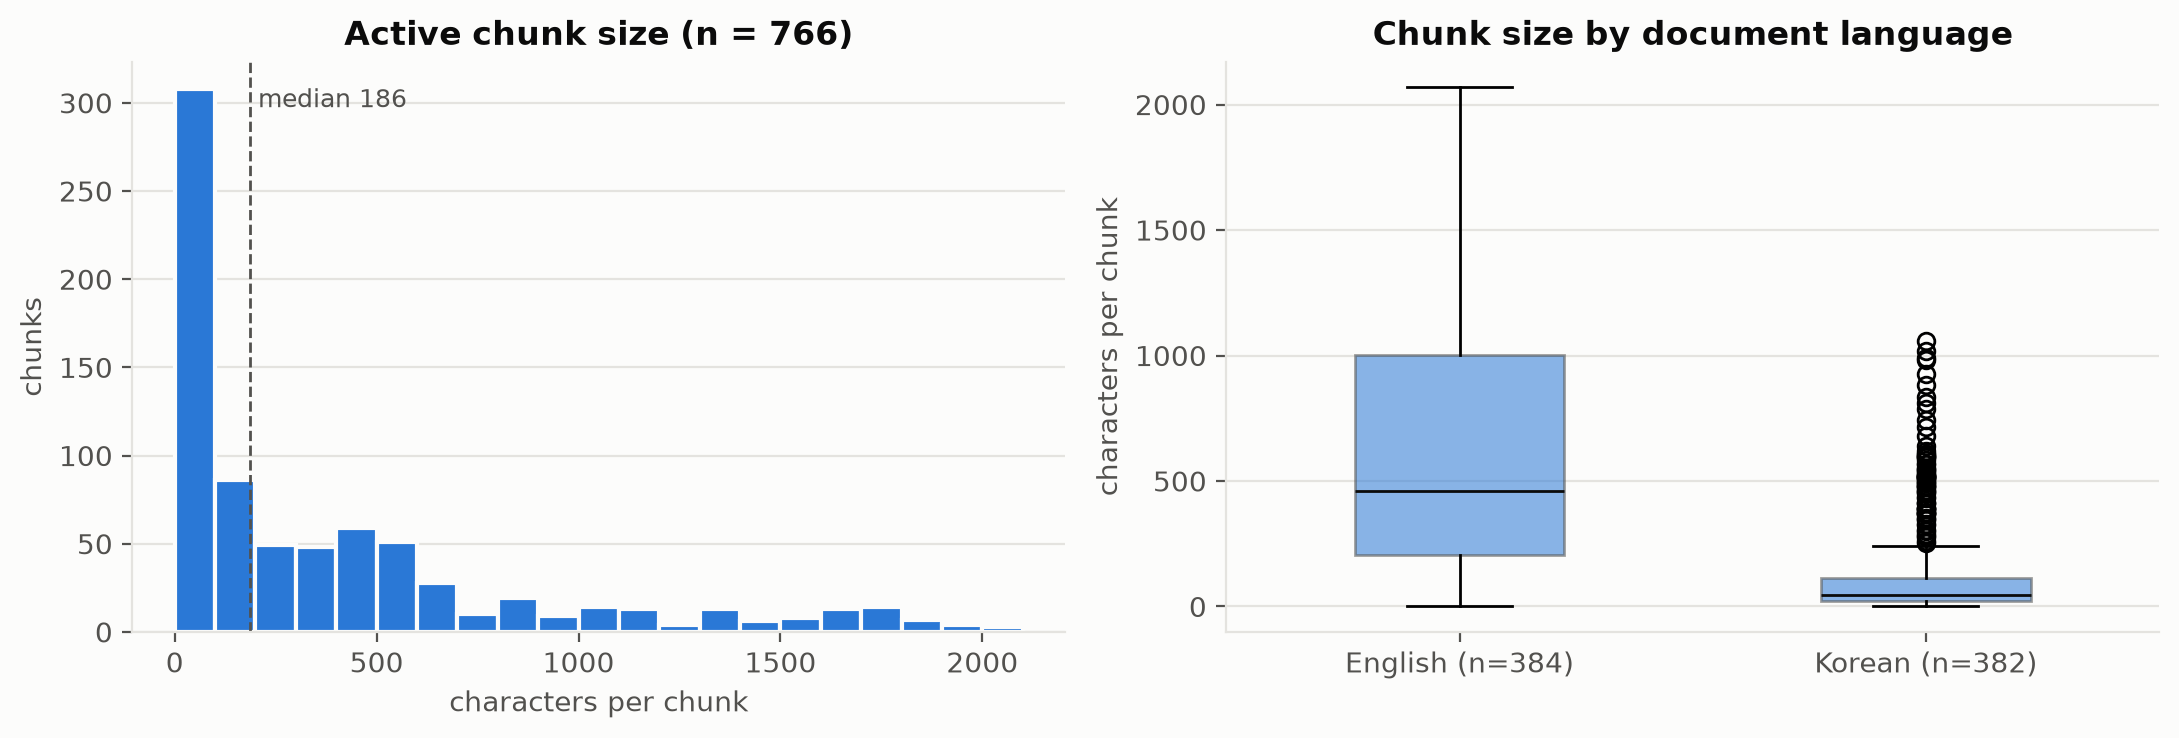 Active chunk size (n = 766)
median 186
300
250
200
150
100
50
0
chunks
0 500 1000 1500 2000
characters per chunk
Chunk size by document language
2000
1500
1000
500
0
characters per chunk
English (n=384) Korean (n=382)